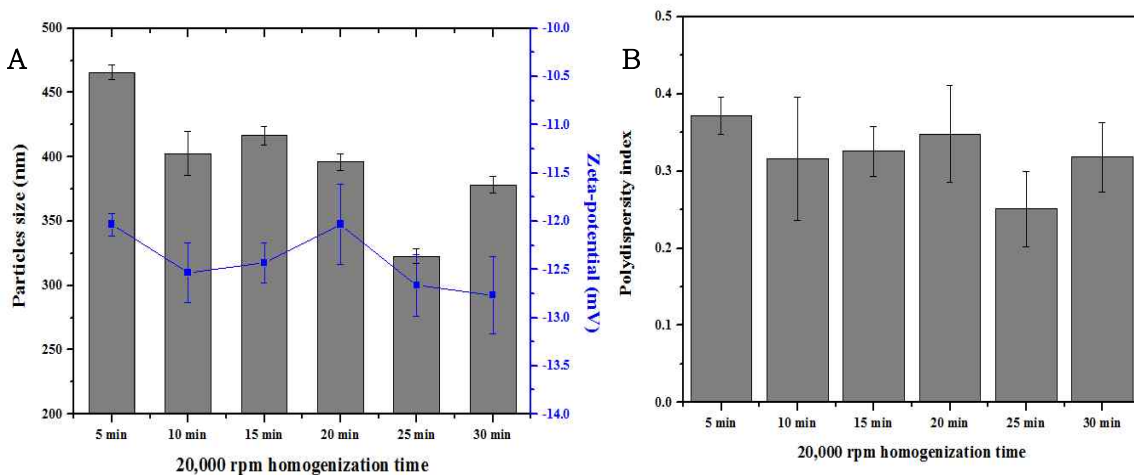 A
Particles size (nm)
500
450
400
350
300
250
200
-10.0
-10.5
-11.0
-11.5
-12.0
-12.5
-13.0
-13.5
-14.0
Zeta-potential (mV)
5 min 10 min 15 min 20 min 25 min 30 min
20,000 rpm homogenization time
B
Polydispersity index
0.5
0.4
0.3
0.2
0.1
0.0
5 min 10 min 15 min 20 min 25 min 30 min
20,000 rpm homogenization time